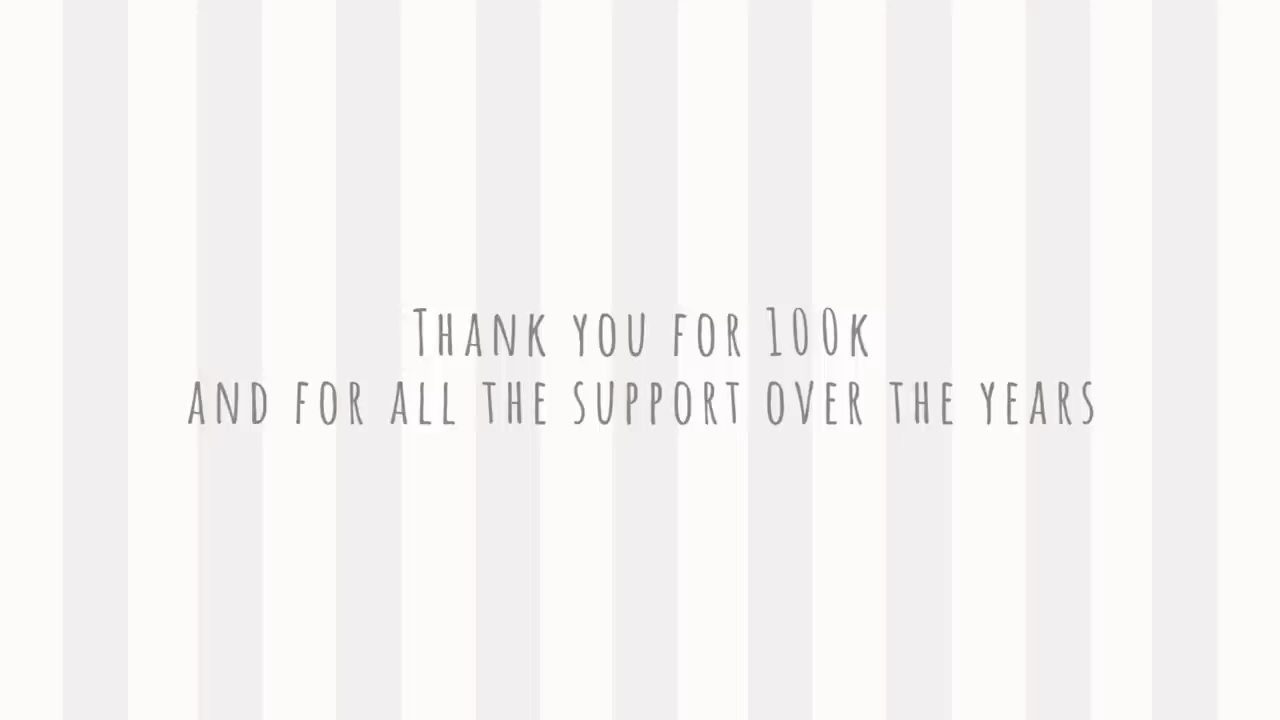 Thank you for 100k
and for all the support over the years